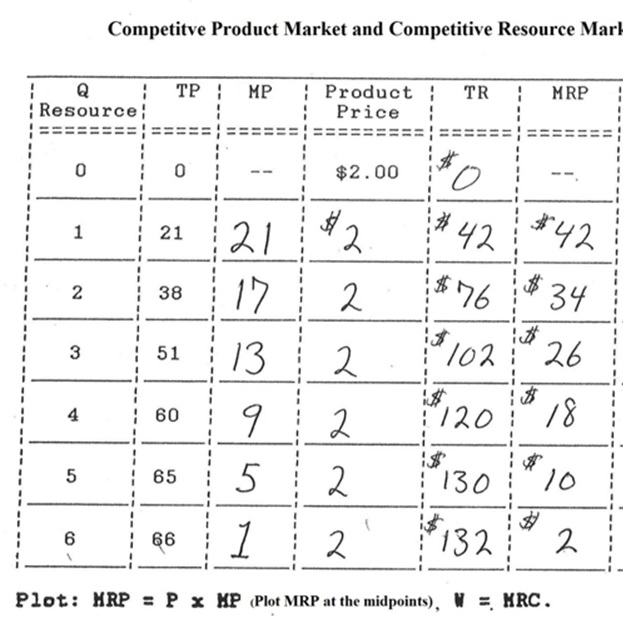 Competitve Product Market and Competitive Resource
Q Resource TP MP Product Price TR MRP
0 0 -- $2.00 $0 --
1 21 21 $2 $42 $42
2 38 17 2 $76 $34
3 51 13 2 $102 $26
4 60 9 2 $120 $18
5 65 5 2 $130 $10
6 66 1 2 $132 $2
Plot: MRP = P x MP (Plot MRP at the midpoints), W = MRC.